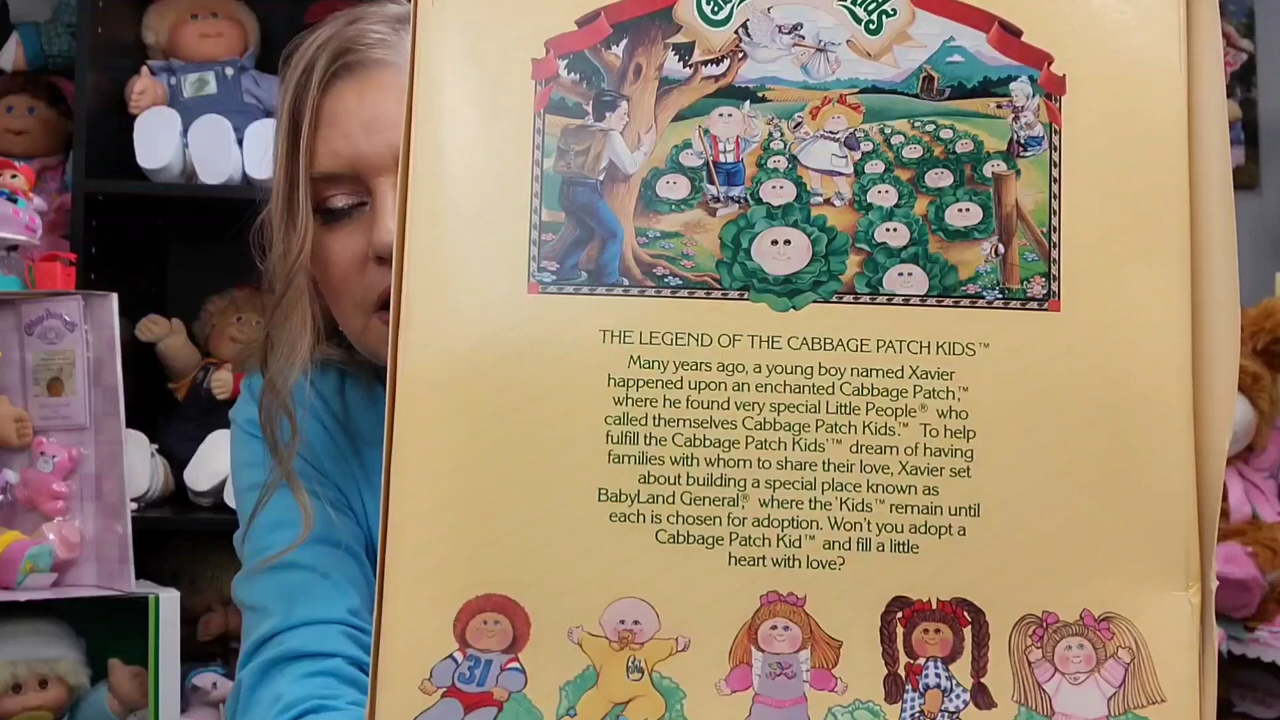 Cabbage Patch Kids
THE LEGEND OF THE CABBAGE PATCH KIDS™
Many years ago, a young boy named Xavier
happened upon an enchanted Cabbage Patch,™
where he found very special Little People® who
called themselves Cabbage Patch Kids.™ To help
fulfill the Cabbage Patch Kids'™ dream of having
families with whom to share their love, Xavier set
about building a special place known as
BabyLand General,® where the 'Kids™ remain until
each is chosen for adoption. Won't you adopt a
Cabbage Patch Kid™ and fill a little
heart with love?
31